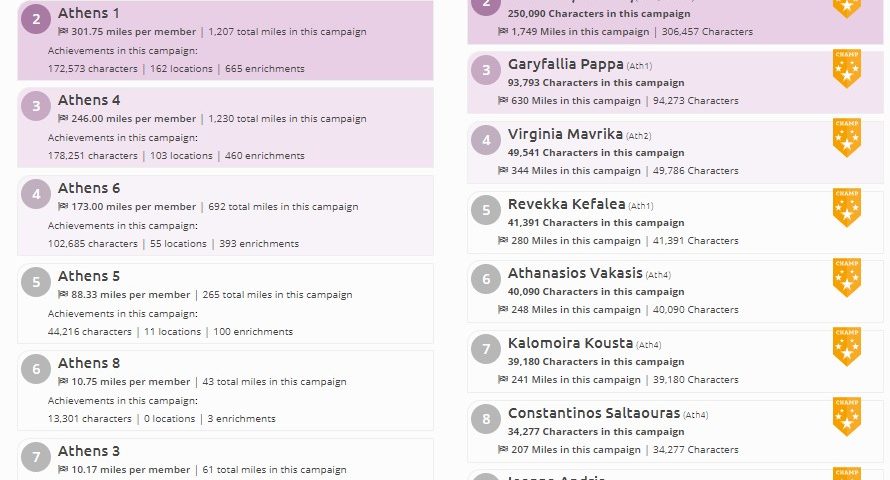 2
Athens 1
301.75 miles per member | 1,207 total miles in this campaign
Achievements in this campaign:
172,573 characters | 162 locations | 665 enrichments
3
Athens 4
246.00 miles per member | 1,230 total miles in this campaign
Achievements in this campaign:
178,251 characters | 103 locations | 460 enrichments
4
Athens 6
173.00 miles per member | 692 total miles in this campaign
Achievements in this campaign:
102,685 characters | 55 locations | 393 enrichments
5
Athens 5
88.33 miles per member | 265 total miles in this campaign
Achievements in this campaign:
44,216 characters | 11 locations | 100 enrichments
6
Athens 8
10.75 miles per member | 43 total miles in this campaign
Achievements in this campaign:
13,301 characters | 0 locations | 3 enrichments
7
Athens 3
10.17 miles per member | 61 total miles in this campaign
2
250,090 Characters in this campaign
1,749 Miles in this campaign | 306,457 Characters
3
Garyfallia Pappa (Ath1)
CHAMP
93,793 Characters in this campaign
630 Miles in this campaign | 94,273 Characters
4
Virginia Mavrika (Ath2)
CHAMP
49,541 Characters in this campaign
344 Miles in this campaign | 49,786 Characters
5
Revekka Kefalea (Ath1)
CHAMP
41,391 Characters in this campaign
280 Miles in this campaign | 41,391 Characters
6
Athanasios Vakasis (Ath4)
CHAMP
40,090 Characters in this campaign
248 Miles in this campaign | 40,090 Characters
7
Kalomoira Kousta (Ath4)
CHAMP
39,180 Characters in this campaign
241 Miles in this campaign | 39,180 Characters
8
Constantinos Saltaouras (Ath4)
CHAMP
34,277 Characters in this campaign
207 Miles in this campaign | 34,277 Characters
CHAMP